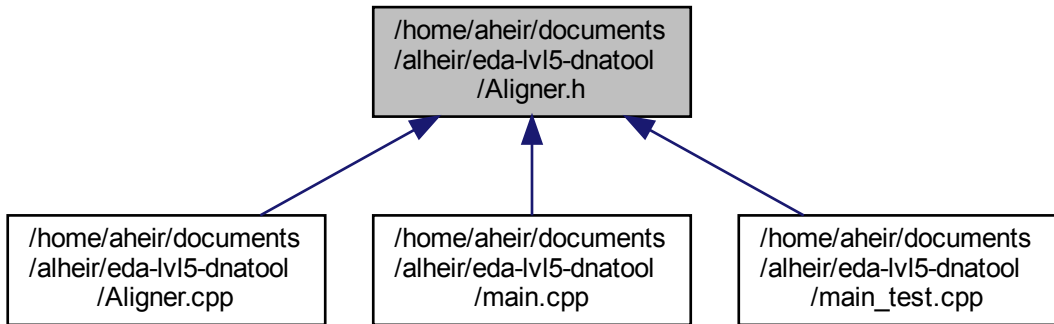 /home/aheir/documents
/alheir/eda-lvl5-dnatool
/Aligner.h
/home/aheir/documents
/alheir/eda-lvl5-dnatool
/Aligner.cpp
/home/aheir/documents
/alheir/eda-lvl5-dnatool
/main.cpp
/home/aheir/documents
/alheir/eda-lvl5-dnatool
/main_test.cpp